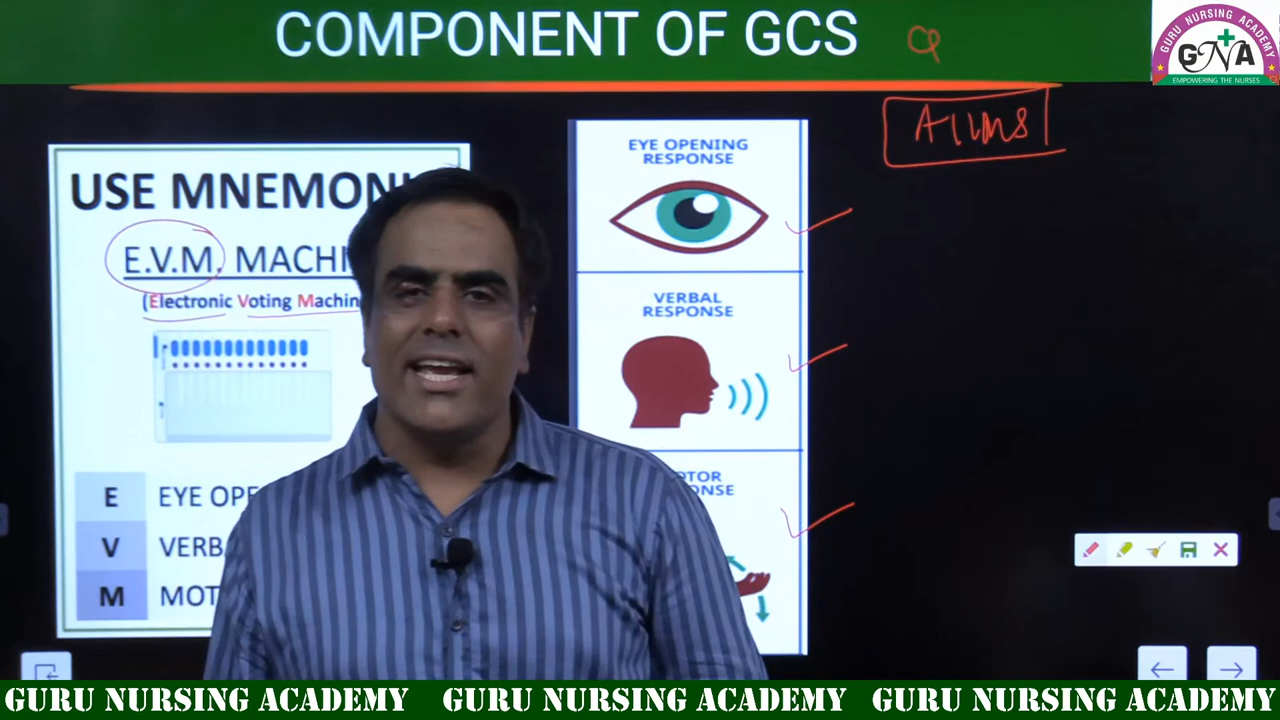 COMPONENT OF GCS
GURU NURSING ACADEMY
GNA
EMPOWERING THE NURSES
AIIMS
USE MNEMON
E.V.M. MACHI
(Electronic Voting Machin
E EYE OPE
V VERB
M MOT
EYE OPENING
RESPONSE
VERBAL
RESPONSE
OTOR
ONSE
GURU NURSING ACADEMY GURU NURSING ACADEMY GURU NURSING ACADEMY